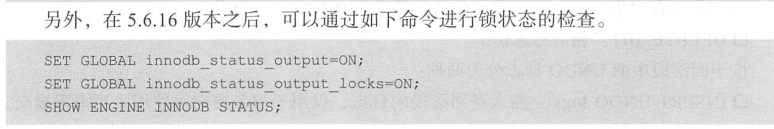 另外，在 5.6.16 版本之后，可以通过如下命令进行锁状态的检查。
SET GLOBAL innodb_status_output=ON;
SET GLOBAL innodb_status_output_locks=ON;
SHOW ENGINE INNODB STATUS;